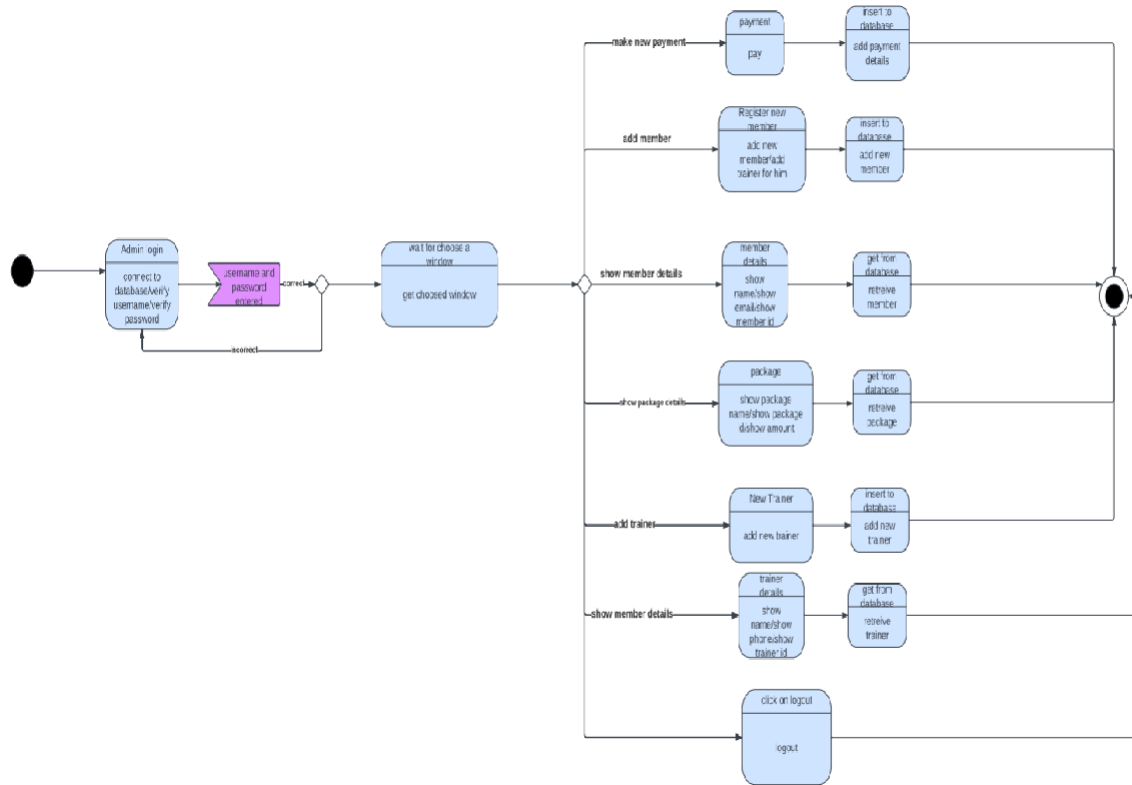 make new payment
payment
pay
insert to
database
add payment
details
add member
Register new
member
add new
member/add
trainer for him
insert to
database
add new
member
Admin login
connect to
database/verify
username/verify
password
username and
password
entered
correct
incorrect
wait for choose a
window
get choosed window
show member details
member
details
show
name/show
email/show
member id
get from
database
retreive
member
show package details
package
show package
name/show package
d/show amount
get from
database
retreive
package
add trainer
New Trainer
add new trainer
insert to
database
add new
trainer
show member details
trainer
details
show
name/show
phone/show
trainer id
get from
database
retreive
trainer
click on logout
logout